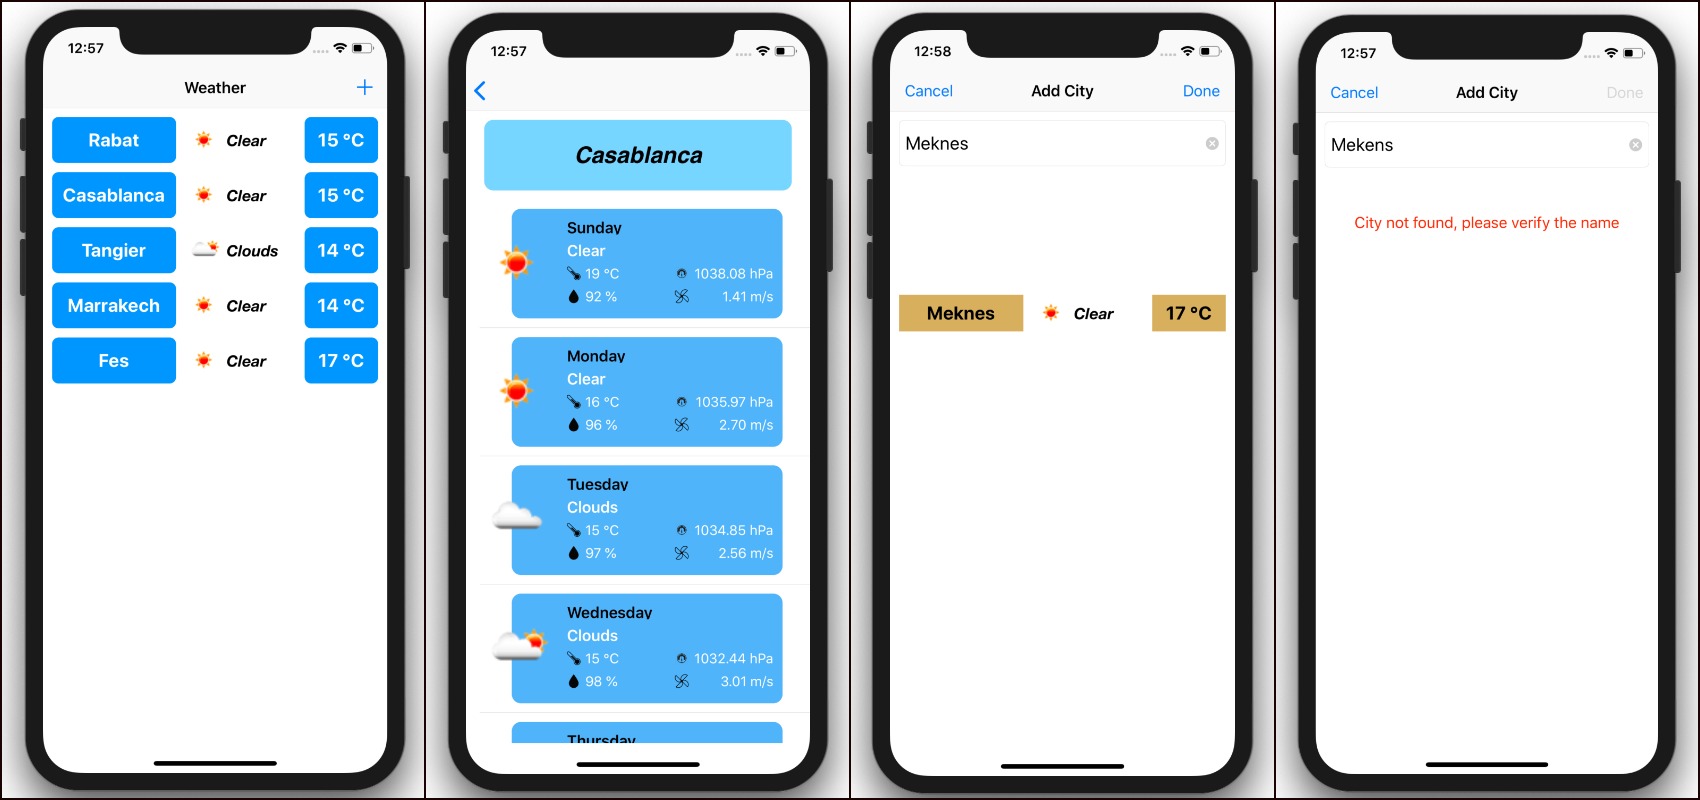 12:57
Weather +
Rabat Clear 15 °C
Casablanca Clear 15 °C
Tangier Clouds 14 °C
Marrakech Clear 14 °C
Fes Clear 17 °C
12:57
Casablanca
Sunday
Clear
19 °C 1038.08 hPa
92 % 1.41 m/s
Monday
Clear
16 °C 1035.97 hPa
96 % 2.70 m/s
Tuesday
Clouds
15 °C 1034.85 hPa
97 % 2.56 m/s
Wednesday
Clouds
15 °C 1032.44 hPa
98 % 3.01 m/s
Thursday
12:58
Cancel Add City Done
Meknes
Meknes Clear 17 °C
12:57
Cancel Add City Done
Mekens
City not found, please verify the name